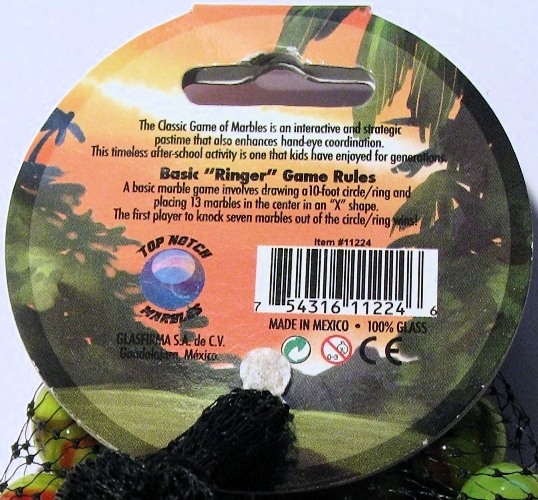 The Classic Game of Marbles is an interactive and strategic
pastime that also enhances hand-eye coordination.
This timeless after-school activity is one that kids have enjoyed for generations.
Basic "Ringer" Game Rules
A basic marble game involves drawing a10-foot circle/ring and
placing 13 marbles in the center in an "X" shape.
The first player to knock seven marbles out of the circle/ring wins!
Item #11224
TOP NOTCH
MARBLES
7 54316 11224 6
MADE IN MEXICO • 100% GLASS
GLASFIRMA S.A. de C.V.
Guadalajara, México.
0-3
CE